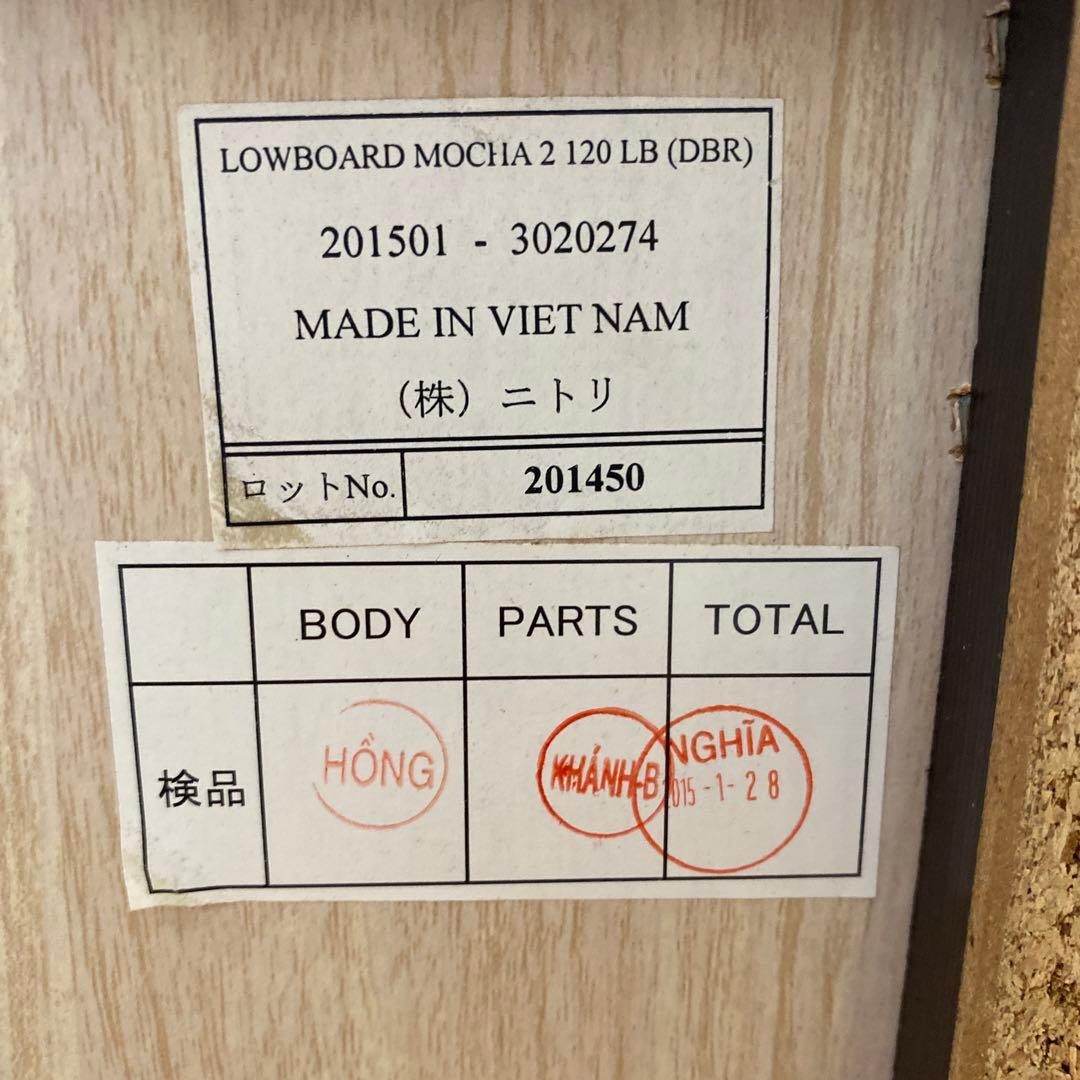 LOWBOARD MOCHA 2 120 LB (DBR)
201501 - 3020274
MADE IN VIET NAM
(株) ニトリ
ロットNo. 201450
BODY PARTS TOTAL
検品 HỒNG KHÁNH-B NGHĨA
015-1-28